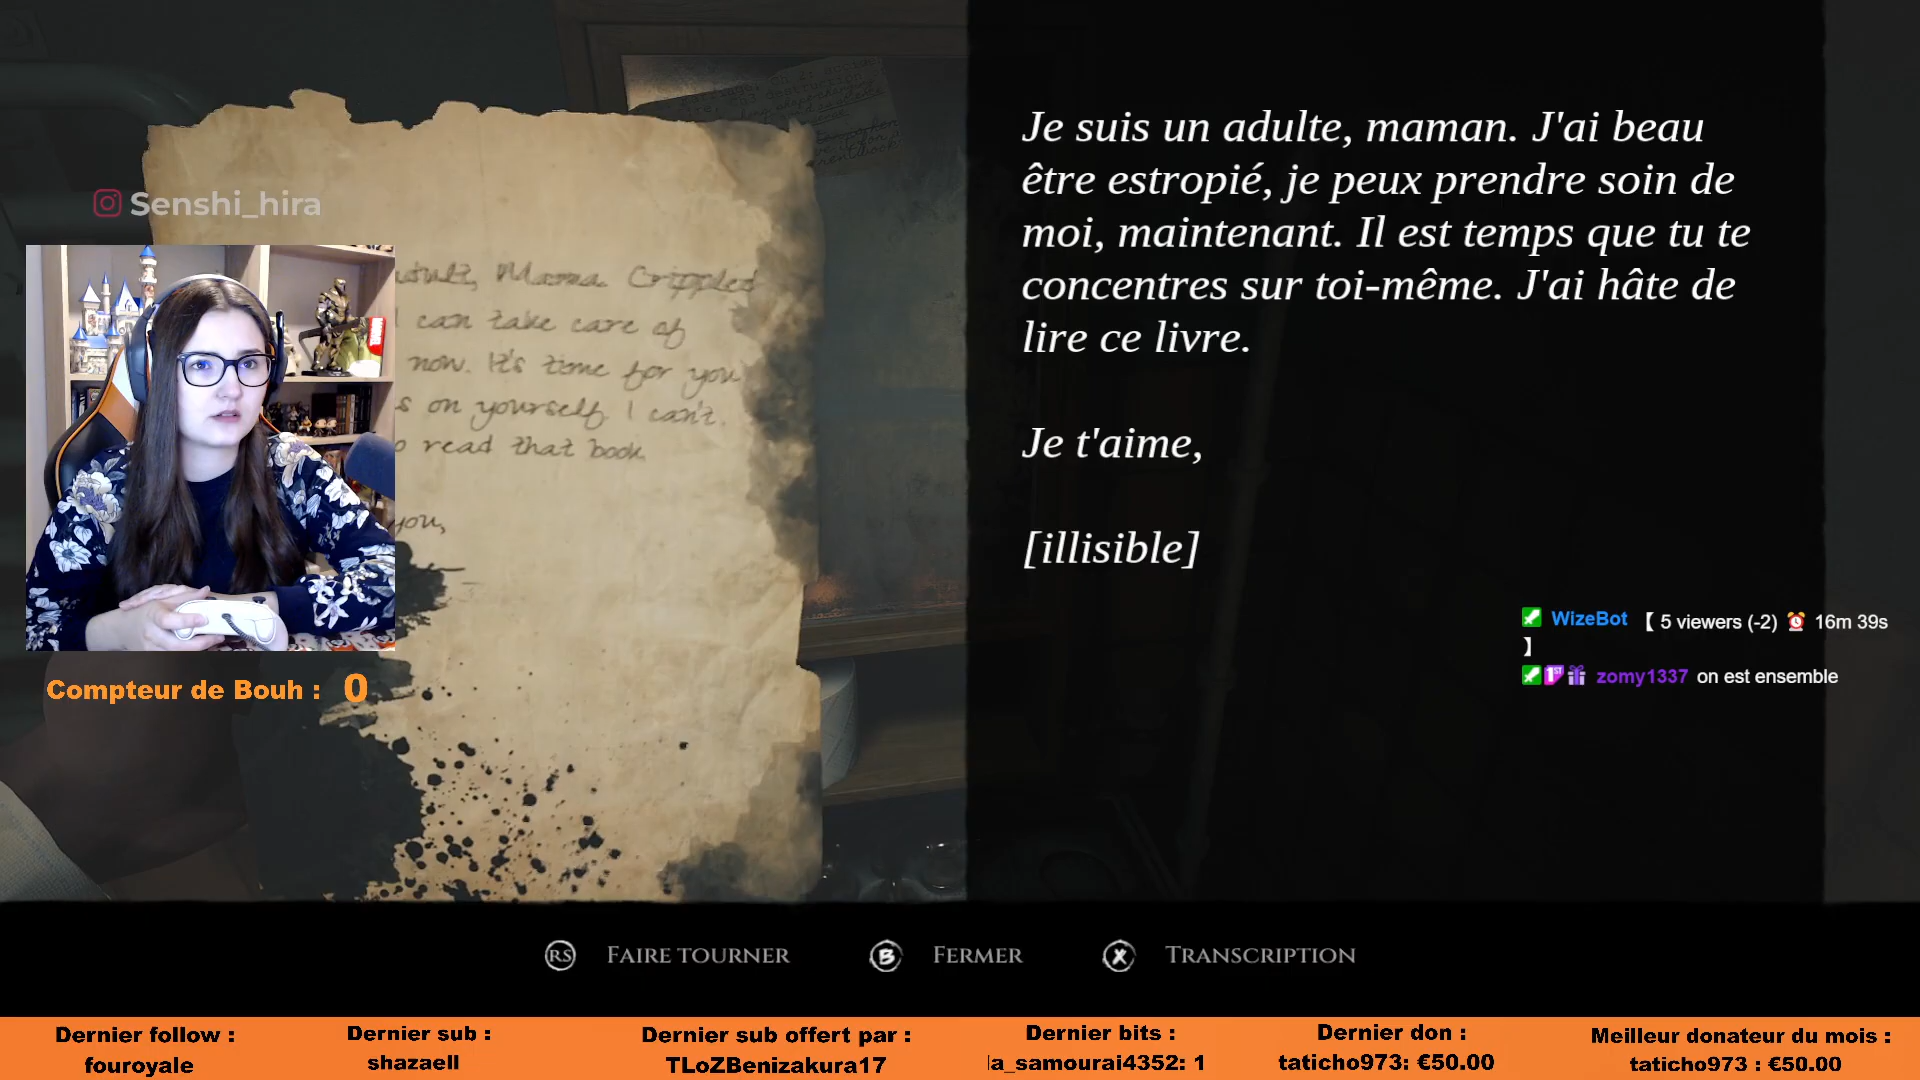 Senshi_hira
Mama. Crippled
I can take care of
now. It's time for you
on yourself. I can't
read that book.
you,
Je suis un adulte, maman. J'ai beau
être estropié, je peux prendre soin de
moi, maintenant. Il est temps que tu te
concentres sur toi-même. J'ai hâte de
lire ce livre.
Je t'aime,
[illisible]
WizeBot 【 5 viewers (-2) ⏰ 16m 39s
】
zomy1337 on est ensemble
Compteur de Bouh : 0
RS FAIRE TOURNER B FERMER X TRANSCRIPTION
Dernier follow :
fouroyale
Dernier sub :
shazaell
Dernier sub offert par :
TLoZBenizakura17
Dernier bits :
la_samourai4352: 1
Dernier don :
taticho973: €50.00
Meilleur donateur du mois :
taticho973 : €50.00